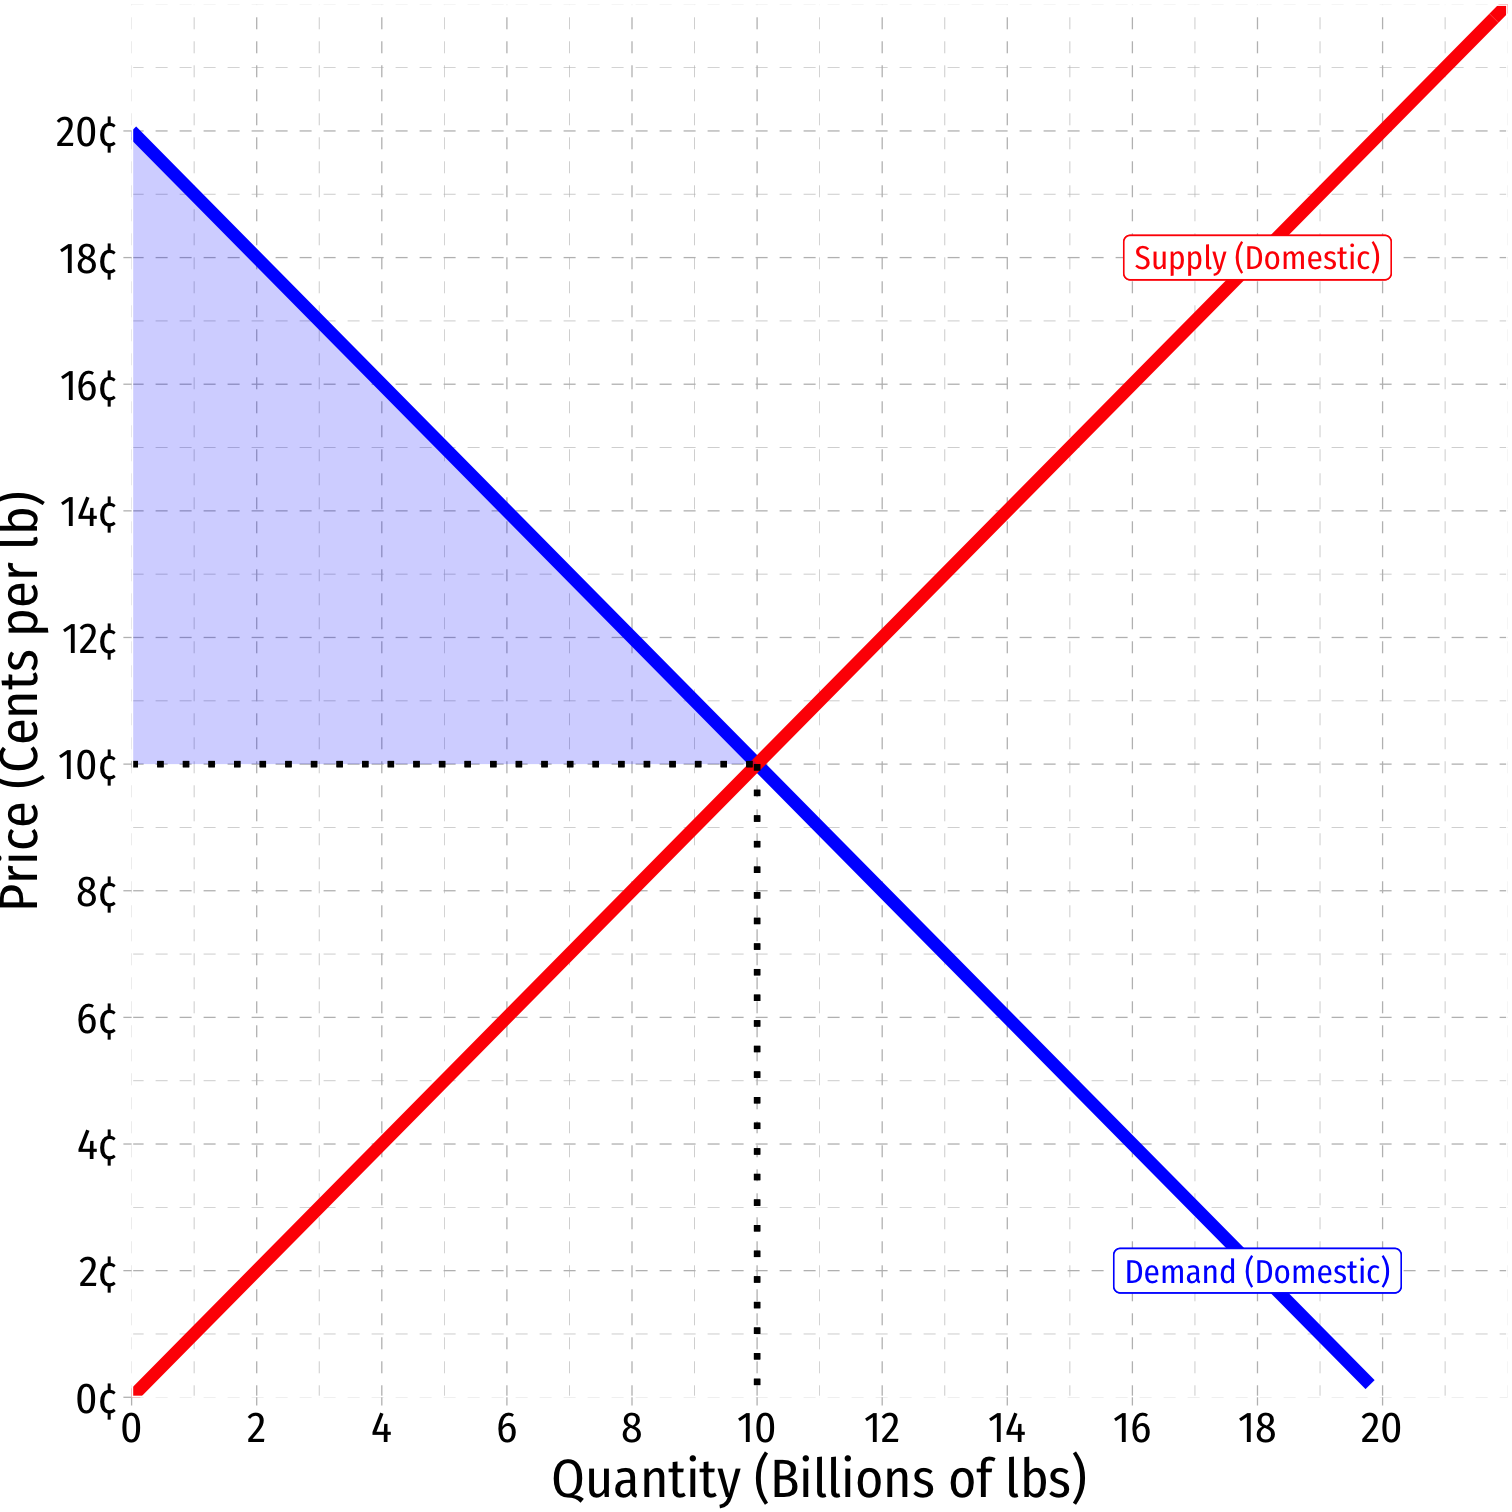 20¢
18¢
16¢
14¢
12¢
10¢
8¢
6¢
4¢
2¢
0¢
Price (Cents per lb)
Supply (Domestic)
Demand (Domestic)
0 2 4 6 8 10 12 14 16 18 20
Quantity (Billions of lbs)